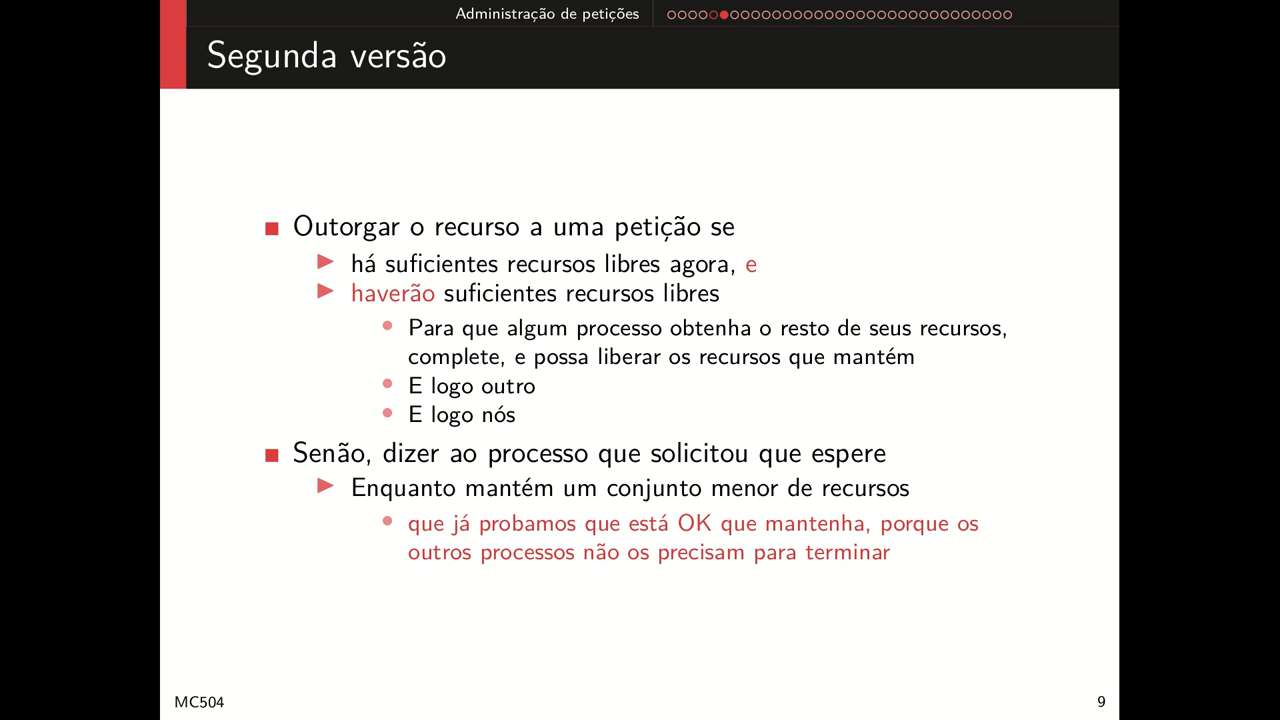 Administração de petições
Segunda versão
Outorgar o recurso a uma petição se
há suficientes recursos libres agora, e
haverão suficientes recursos libres
Para que algum processo obtenha o resto de seus recursos,
complete, e possa liberar os recursos que mantém
E logo outro
E logo nós
Senão, dizer ao processo que solicitou que espere
Enquanto mantém um conjunto menor de recursos
que já probamos que está OK que mantenha, porque os
outros processos não os precisam para terminar
MC504
9